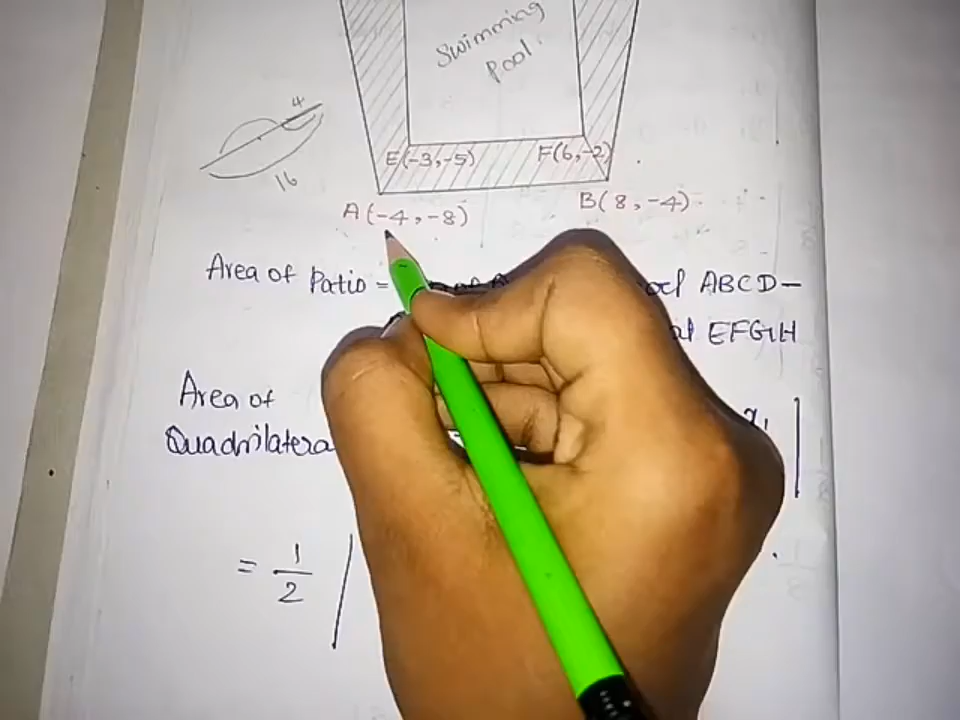 Swimming
Pool.
4
16
E(-3,-5) F(6,-2)
A(-4,-8) B(8,-4)
Area of Patio = ABCD-
EFGH
Area of
Quadrilatera
x₁
= 1/2 |